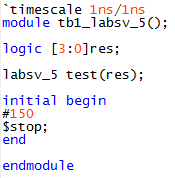 `timescale 1ns/1ns
module tb1_labsv_5();
logic [3:0]res;
labsv_5 test(res);
initial begin
#150
$stop;
end
endmodule